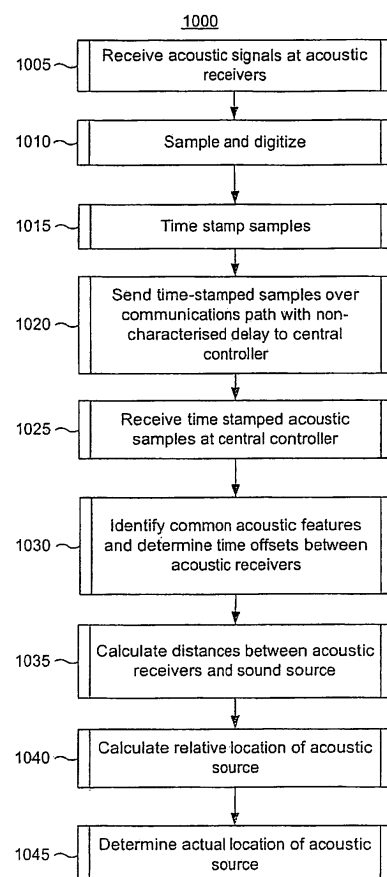 1000
1005
Receive acoustic signals at acoustic
receivers
1010
Sample and digitize
1015
Time stamp samples
1020
Send time-stamped samples over
communications path with non-
characterised delay to central
controller
1025
Receive time stamped acoustic
samples at central controller
1030
Identify common acoustic features
and determine time offsets between
acoustic receivers
1035
Calculate distances between acoustic
receivers and sound source
1040
Calculate relative location of acoustic
source
1045
Determine actual location of acoustic
source